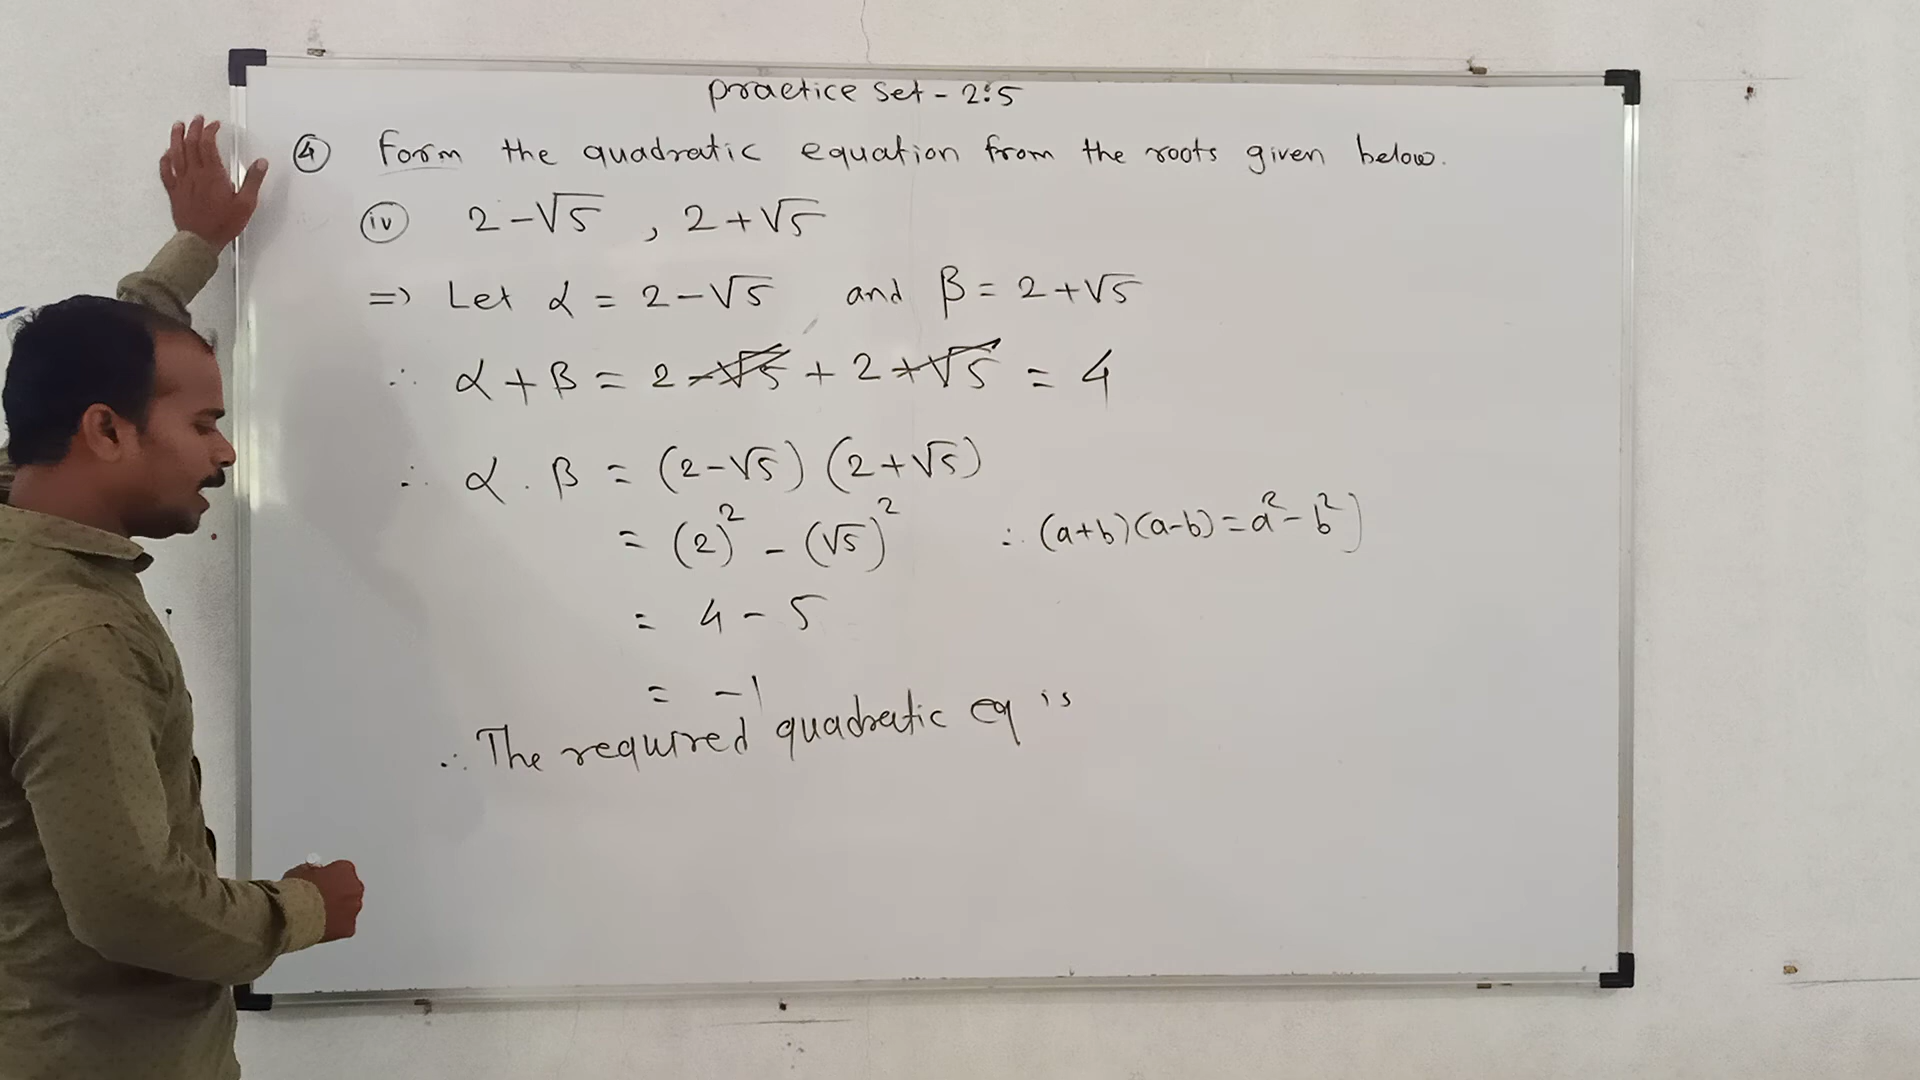 practice Set - 2:5
④ Form the quadratic equation from the roots given below.
ⓘⓥ 2 - √5 , 2 + √5
=> Let α = 2 - √5 and β = 2 + √5
∴ α + β = 2 - √5 + 2 + √5 = 4
∴ α . β = (2 - √5) (2 + √5)
= (2)² - (√5)² ∴ (a+b)(a-b) = a² - b² ]
= 4 - 5
= -1
∴ The required quadratic eq is